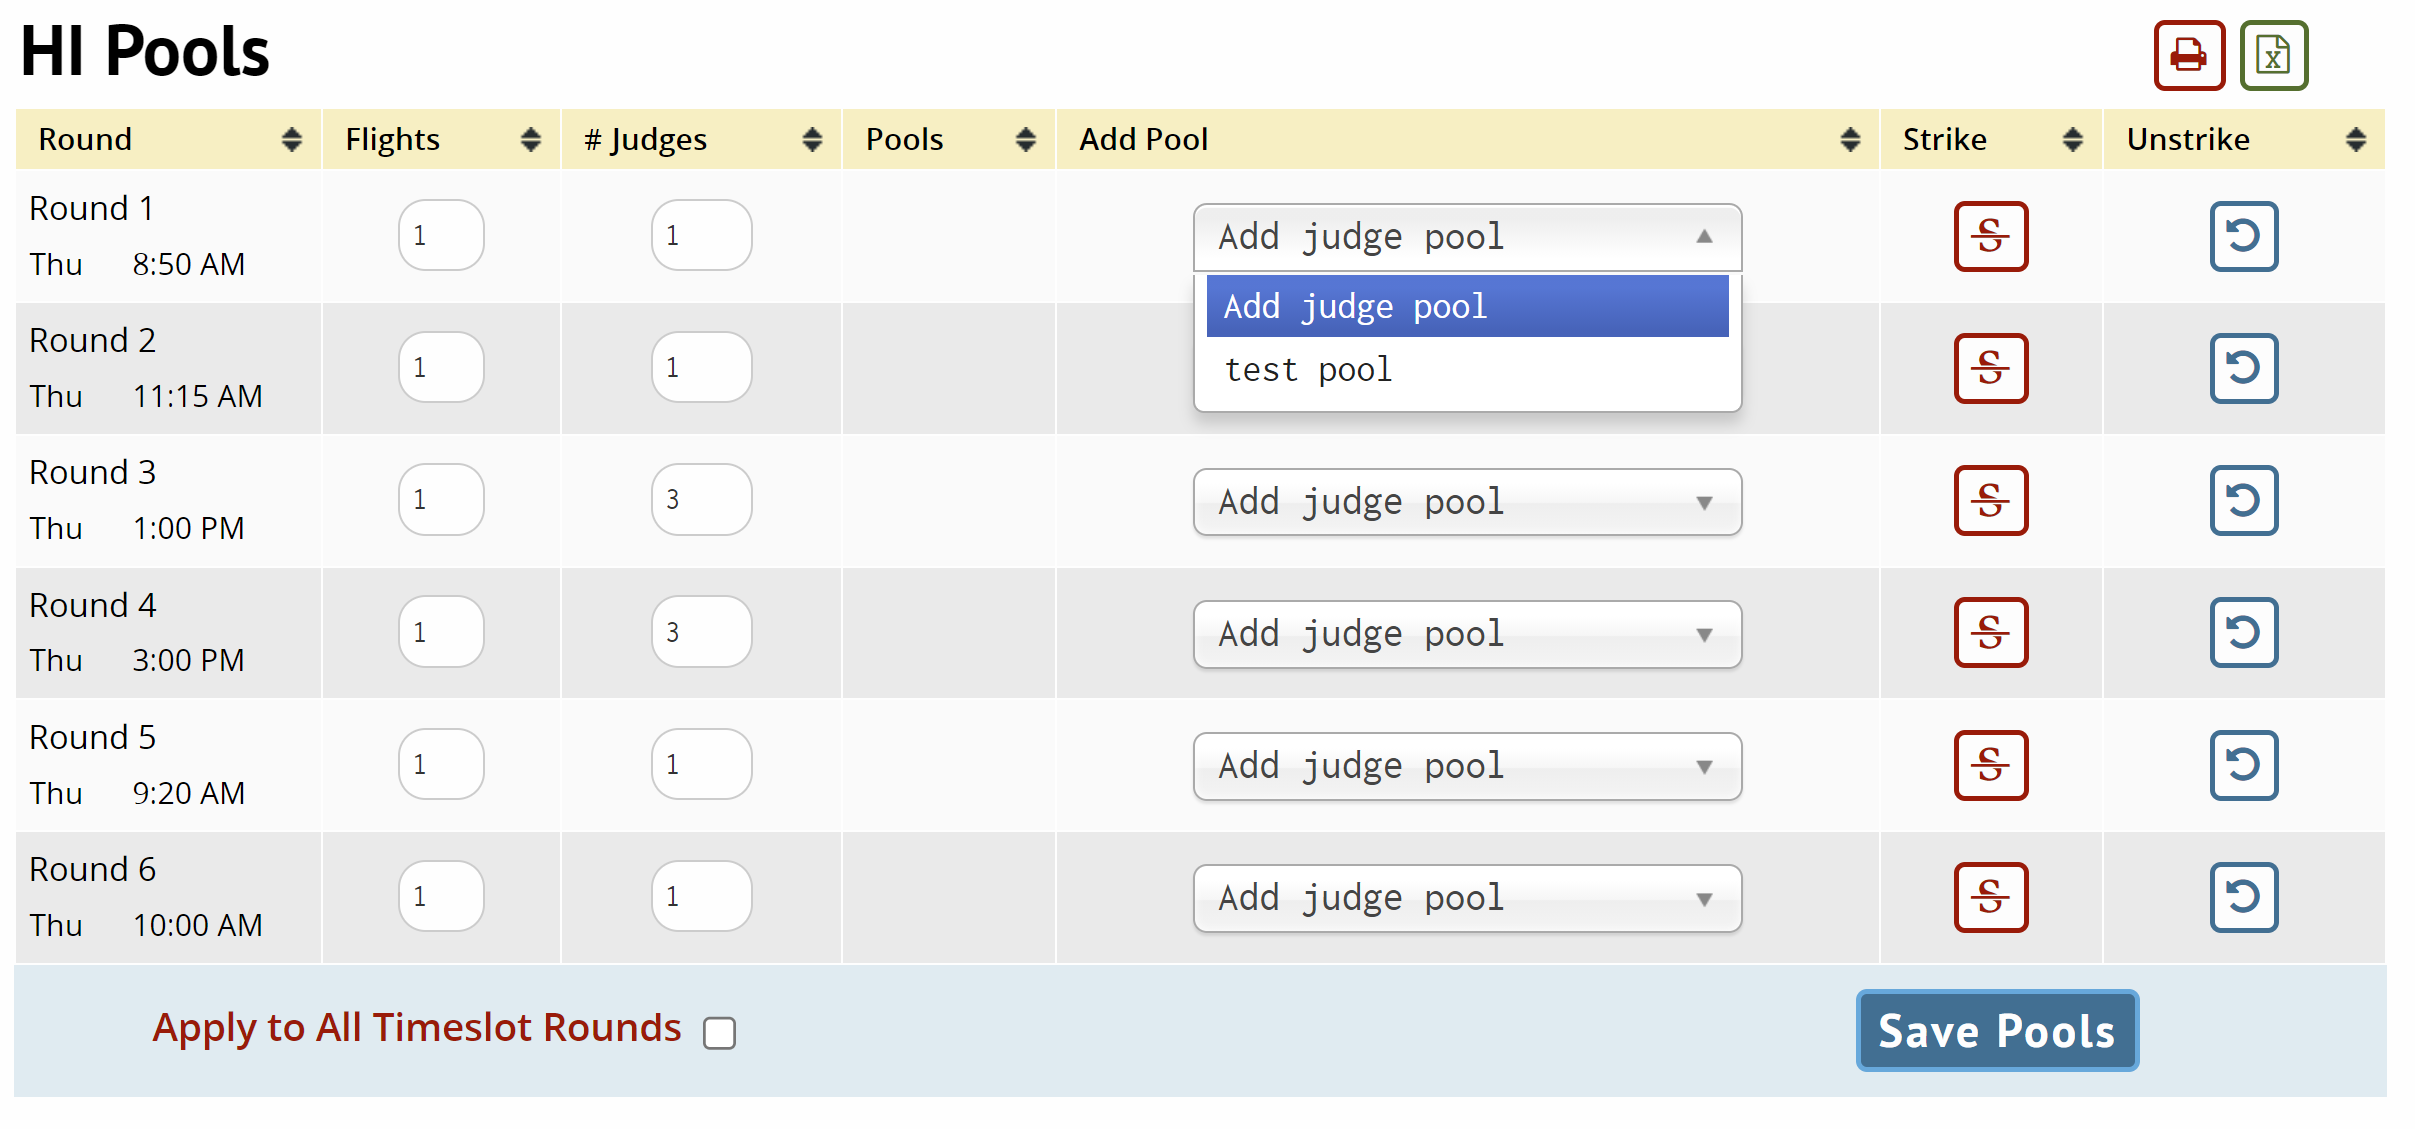 HI Pools
Round Flights # Judges Pools Add Pool Strike Unstrike
Round 1
Thu 8:50 AM
1 1 Add judge pool
Add judge pool
test pool
Round 2
Thu 11:15 AM
1 1
Round 3
Thu 1:00 PM
1 3 Add judge pool
Round 4
Thu 3:00 PM
1 3 Add judge pool
Round 5
Thu 9:20 AM
1 1 Add judge pool
Round 6
Thu 10:00 AM
1 1 Add judge pool
Apply to All Timeslot Rounds
Save Pools